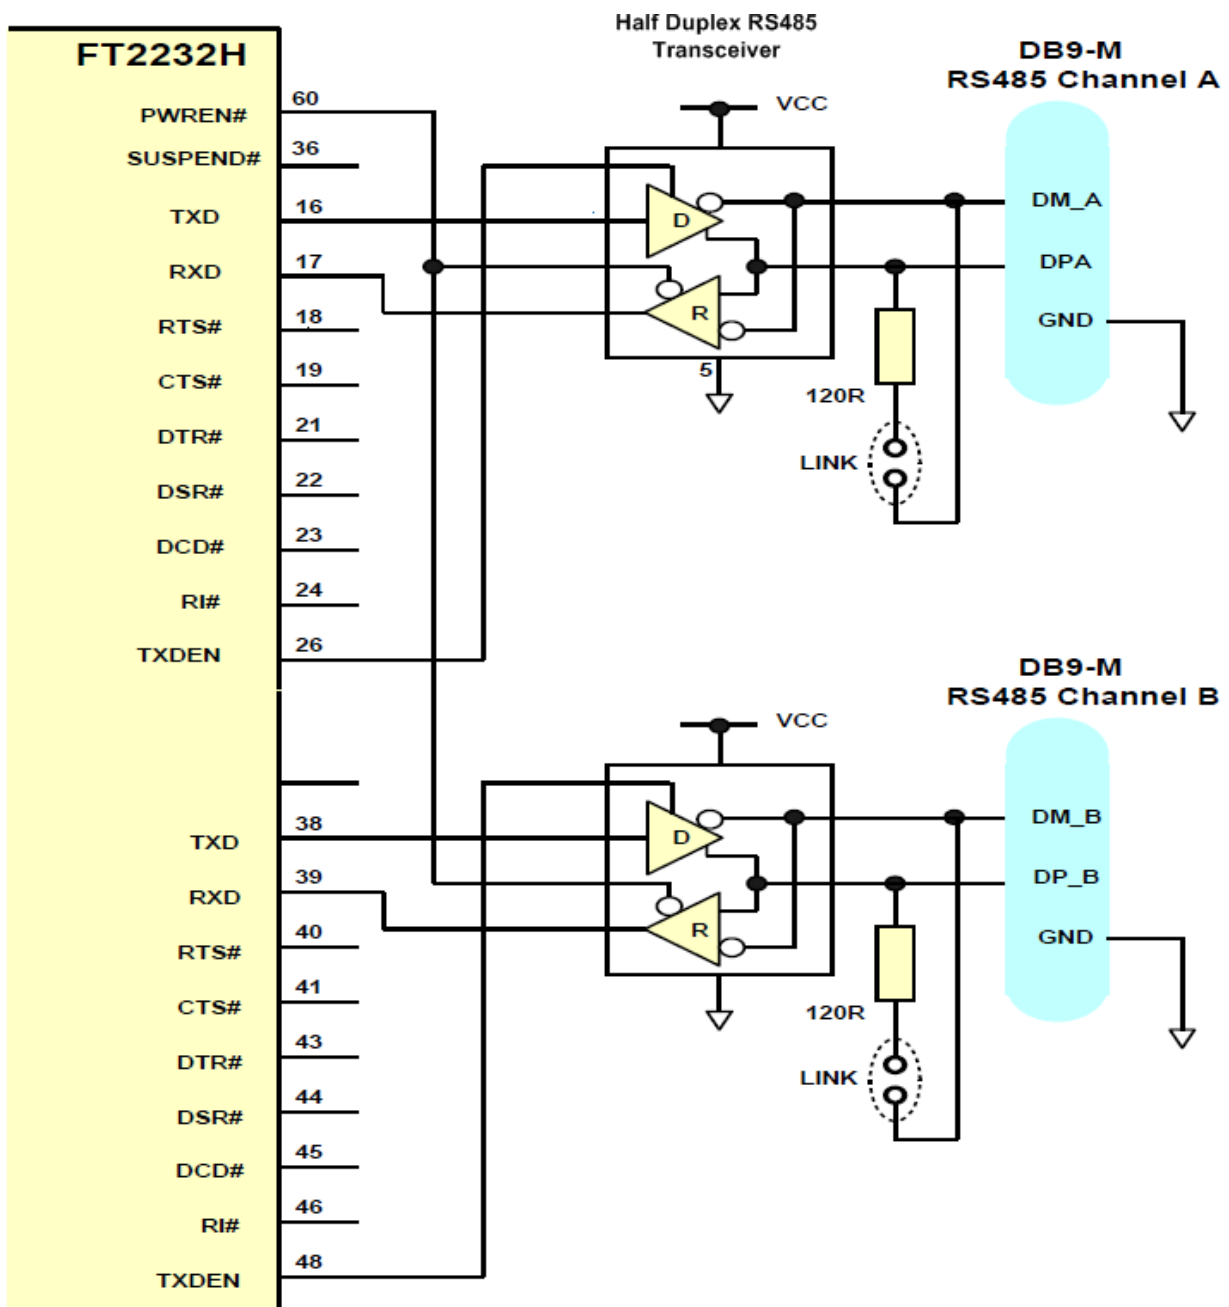 Half Duplex RS485
Transceiver
FT2232H
DB9-M
RS485 Channel A
PWREN#
60
VCC
SUSPEND#
36
TXD
16
D
DM_A
RXD
17
DPA
RTS#
18
R
GND
CTS#
19
5
120R
DTR#
21
LINK
DSR#
22
DCD#
23
RI#
24
TXDEN
26
DB9-M
RS485 Channel B
VCC
TXD
38
D
DM_B
RXD
39
DP_B
RTS#
40
R
GND
CTS#
41
120R
DTR#
43
LINK
DSR#
44
DCD#
45
RI#
46
TXDEN
48